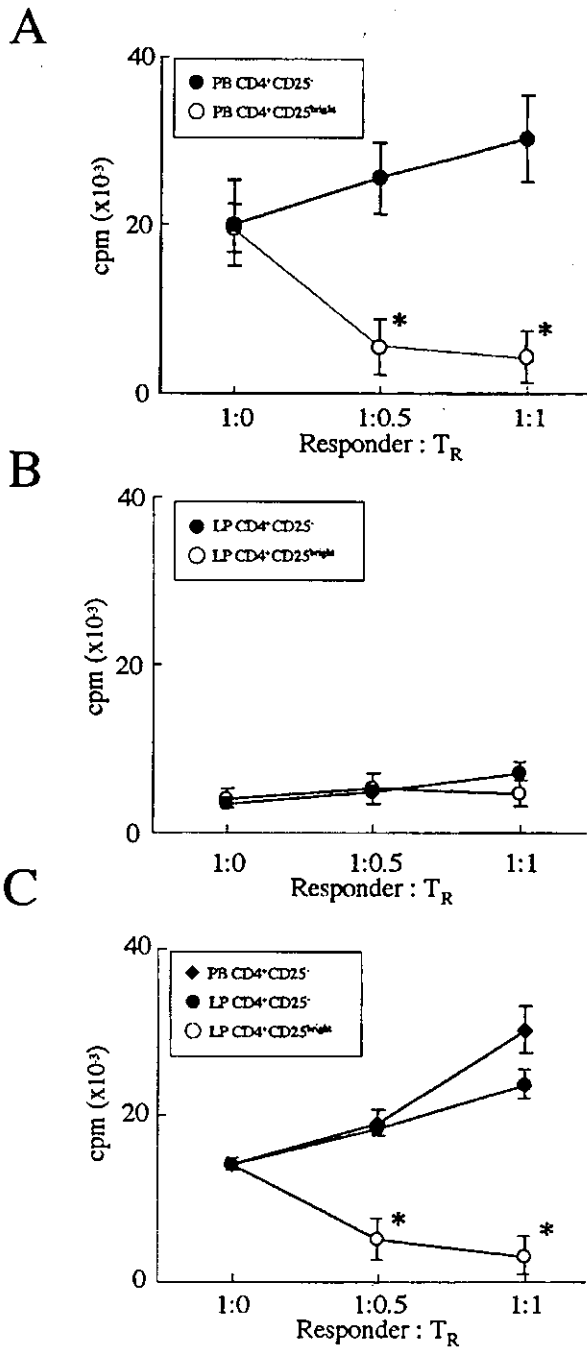 A
40
● PB CD4⁺CD25⁻
○ PB CD4⁺CD25ᵇʳⁱᵍʰᵗ
cpm (x10⁻³)
20
*
*
0
1:0 1:0.5 1:1
Responder : T_R
B
40
● LP CD4⁺CD25⁻
○ LP CD4⁺CD25ᵇʳⁱᵍʰᵗ
cpm (x10⁻³)
20
0
1:0 1:0.5 1:1
Responder : T_R
C
40
◆ PB CD4⁺CD25⁻
● LP CD4⁺CD25⁻
○ LP CD4⁺CD25ᵇʳⁱᵍʰᵗ
cpm (x10⁻³)
20
*
*
0
1:0 1:0.5 1:1
Responder : T_R